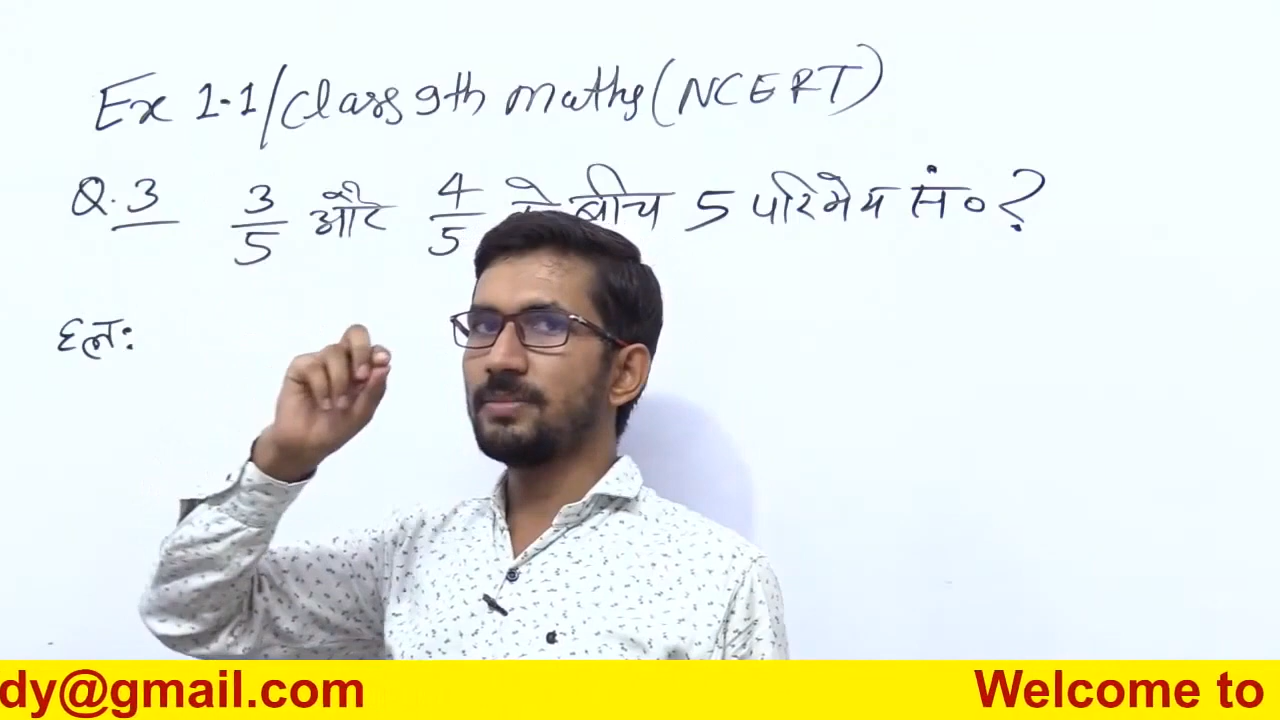 Ex 1.1/Class 9th maths (NCERT)
Q.3 3/5 और 4/5 के बीच 5 परिमेय सं० ?
हल:
dy@gmail.com Welcome to